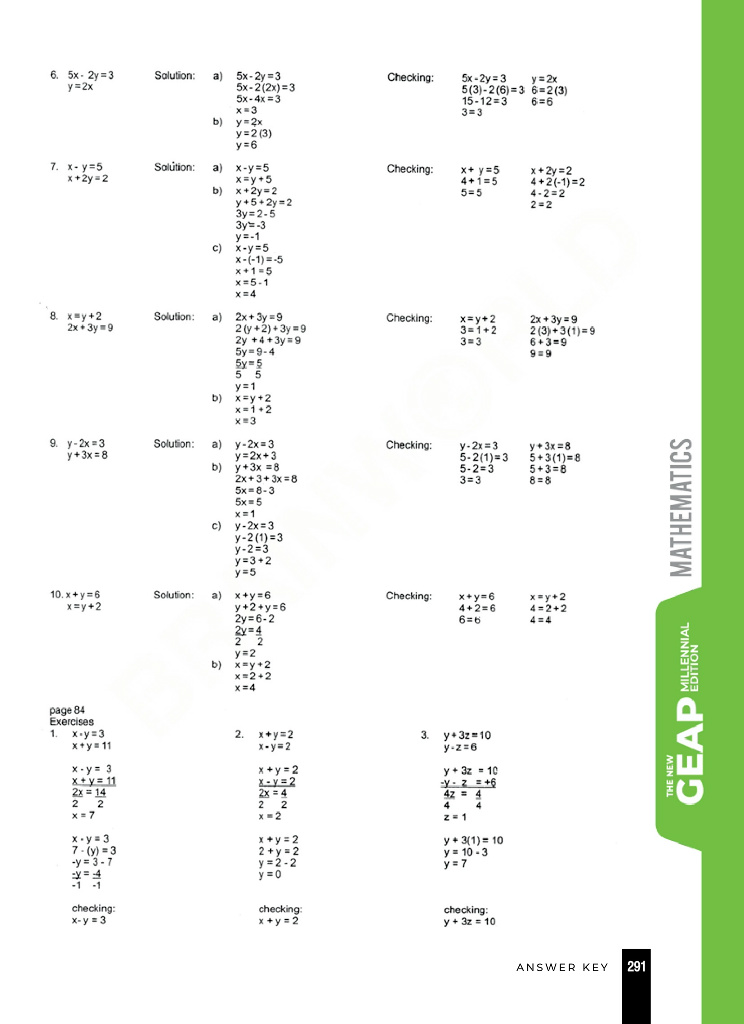 6. 5x - 2y = 3 Solution: a) 5x - 2y = 3 Checking: 5x - 2y = 3 y = 2x
y = 2x 5x - 2 (2x) = 3 5(3) - 2 (6) = 3 6 = 2 (3)
5x - 4x = 3 15 - 12 = 3 6 = 6
x = 3 3 = 3
b) y = 2x
y = 2 (3)
y = 6
7. x - y = 5 Solution: a) x - y = 5 Checking: x + y = 5 x + 2y = 2
x + 2y = 2 x = y + 5 4 + 1 = 5 4 + 2 (-1) = 2
b) x + 2y = 2 5 = 5 4 - 2 = 2
y + 5 + 2y = 2 2 = 2
3y = 2 - 5
3y = -3
y = -1
c) x - y = 5
x - (-1) = -5
x + 1 = 5
x = 5 - 1
x = 4
8. x = y + 2 Solution: a) 2x + 3y = 9 Checking: x = y + 2 2x + 3y = 9
2x + 3y = 9 2 (y + 2) + 3y = 9 3 = 1 + 2 2 (3) + 3 (1) = 9
2y + 4 + 3y = 9 3 = 3 6 + 3 = 9
5y = 9 - 4 9 = 9
5y = 5
5 5
y = 1
b) x = y + 2
x = 1 + 2
x = 3
9. y - 2x = 3 Solution: a) y - 2x = 3 Checking: y - 2x = 3 y + 3x = 8
y + 3x = 8 y = 2x + 3 5 - 2 (1) = 3 5 + 3 (1) = 8
b) y + 3x = 8 5 - 2 = 3 5 + 3 = 8
2x + 3 + 3x = 8 3 = 3 8 = 8
5x = 8 - 3
5x = 5
x = 1
c) y - 2x = 3
y - 2 (1) = 3
y - 2 = 3
y = 3 + 2
y = 5
10. x + y = 6 Solution: a) x + y = 6 Checking: x + y = 6 x = y + 2
x = y + 2 y + 2 + y = 6 4 + 2 = 6 4 = 2 + 2
2y = 6 - 2 6 = 6 4 = 4
2y = 4
2 2
y = 2
b) x = y + 2
x = 2 + 2
x = 4
page 84
Exercises
1. x - y = 3 2. x + y = 2 3. y + 3z = 10
x + y = 11 x - y = 2 y - z = 6
x - y = 3 x + y = 2 y + 3z = 10
x + y = 11 x - y = 2 -y - z = +6
2x = 14 2x = 4 4z = 4
2 2 2 2 4 4
x = 7 x = 2 z = 1
x - y = 3 x + y = 2 y + 3(1) = 10
7 - (y) = 3 2 + y = 2 y = 10 - 3
-y = 3 - 7 y = 2 - 2 y = 7
-y = -4 y = 0
-1 -1
checking: checking: checking:
x - y = 3 x + y = 2 y + 3z = 10
MATHEMATICS
THE NEW
GEAP MILLENNIAL
EDITION
ANSWER KEY 291